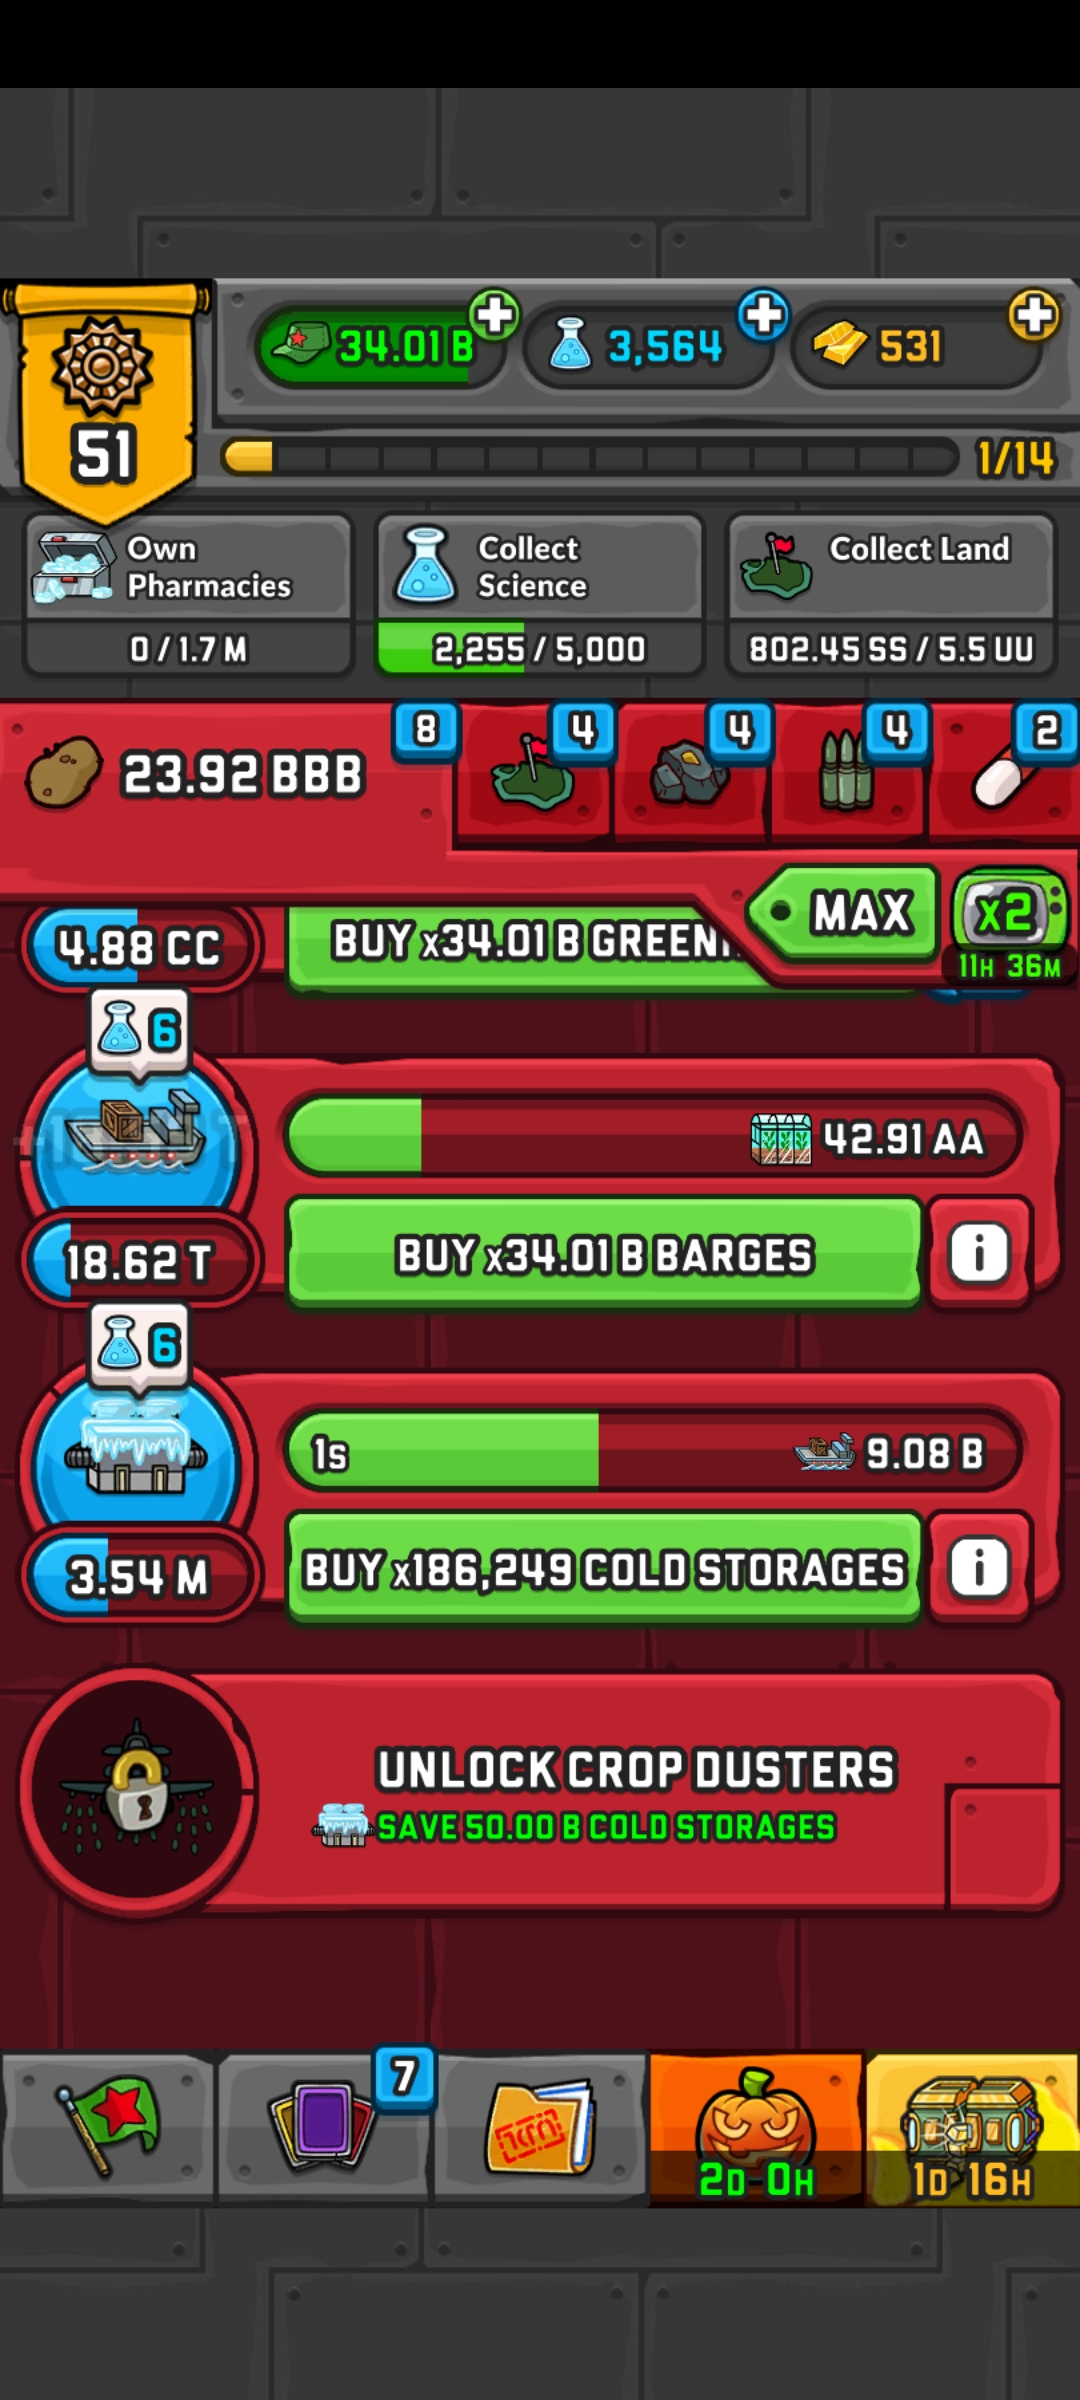 34.01 B
3,564
531
51
1/14
Own
Pharmacies
0 / 1.7 M
Collect
Science
2,255 / 5,000
Collect Land
802.45 SS / 5.5 UU
23.92 BBB
8
4
4
4
2
MAX
x2
11H 36M
4.88 CC
BUY x34.01 B
6
42.91 AA
18.62 T
BUY x34.01 B BARGES
i
6
1s
9.08 B
3.54 M
BUY x186,249 COLD STORAGES
i
UNLOCK CROP DUSTERS
SAVE 50.00 B COLD STORAGES
7
2D 0H
1D 16H